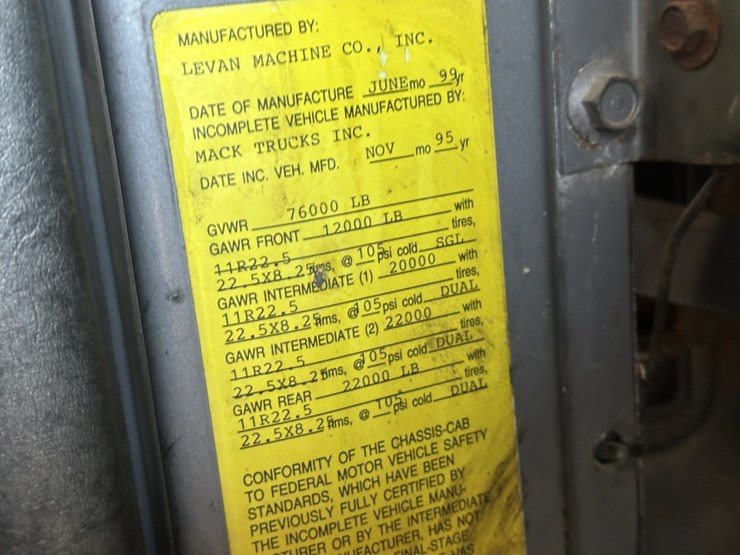 MANUFACTURED BY:
LEVAN MACHINE CO., INC.
DATE OF MANUFACTURE JUNE mo 99 yr
INCOMPLETE VEHICLE MANUFACTURED BY:
MACK TRUCKS INC.
DATE INC. VEH. MFD. NOV mo 95 yr
GVWR 76000 LB
GAWR FRONT 12000 LB with
11R22.5 tires,
22.5X8.25 rims, @ 105 psi cold SGL
GAWR INTERMEDIATE (1) 20000 with
11R22.5 tires,
22.5X8.25 rims, @ 105 psi cold DUAL
GAWR INTERMEDIATE (2) 22000 with
11R22.5 tires,
22.5X8.25 rims, @ 105 psi cold DUAL
GAWR REAR 22000 LB with
11R22.5 tires,
22.5X8.25 rims, @ 105 psi cold DUAL
CONFORMITY OF THE CHASSIS-CAB
TO FEDERAL MOTOR VEHICLE SAFETY
STANDARDS, WHICH HAVE BEEN
PREVIOUSLY FULLY CERTIFIED BY
THE INCOMPLETE VEHICLE MANU-
TURER OR BY THE INTERMEDIATE
UFACTURER, HAS NOT
FINAL-STAGE